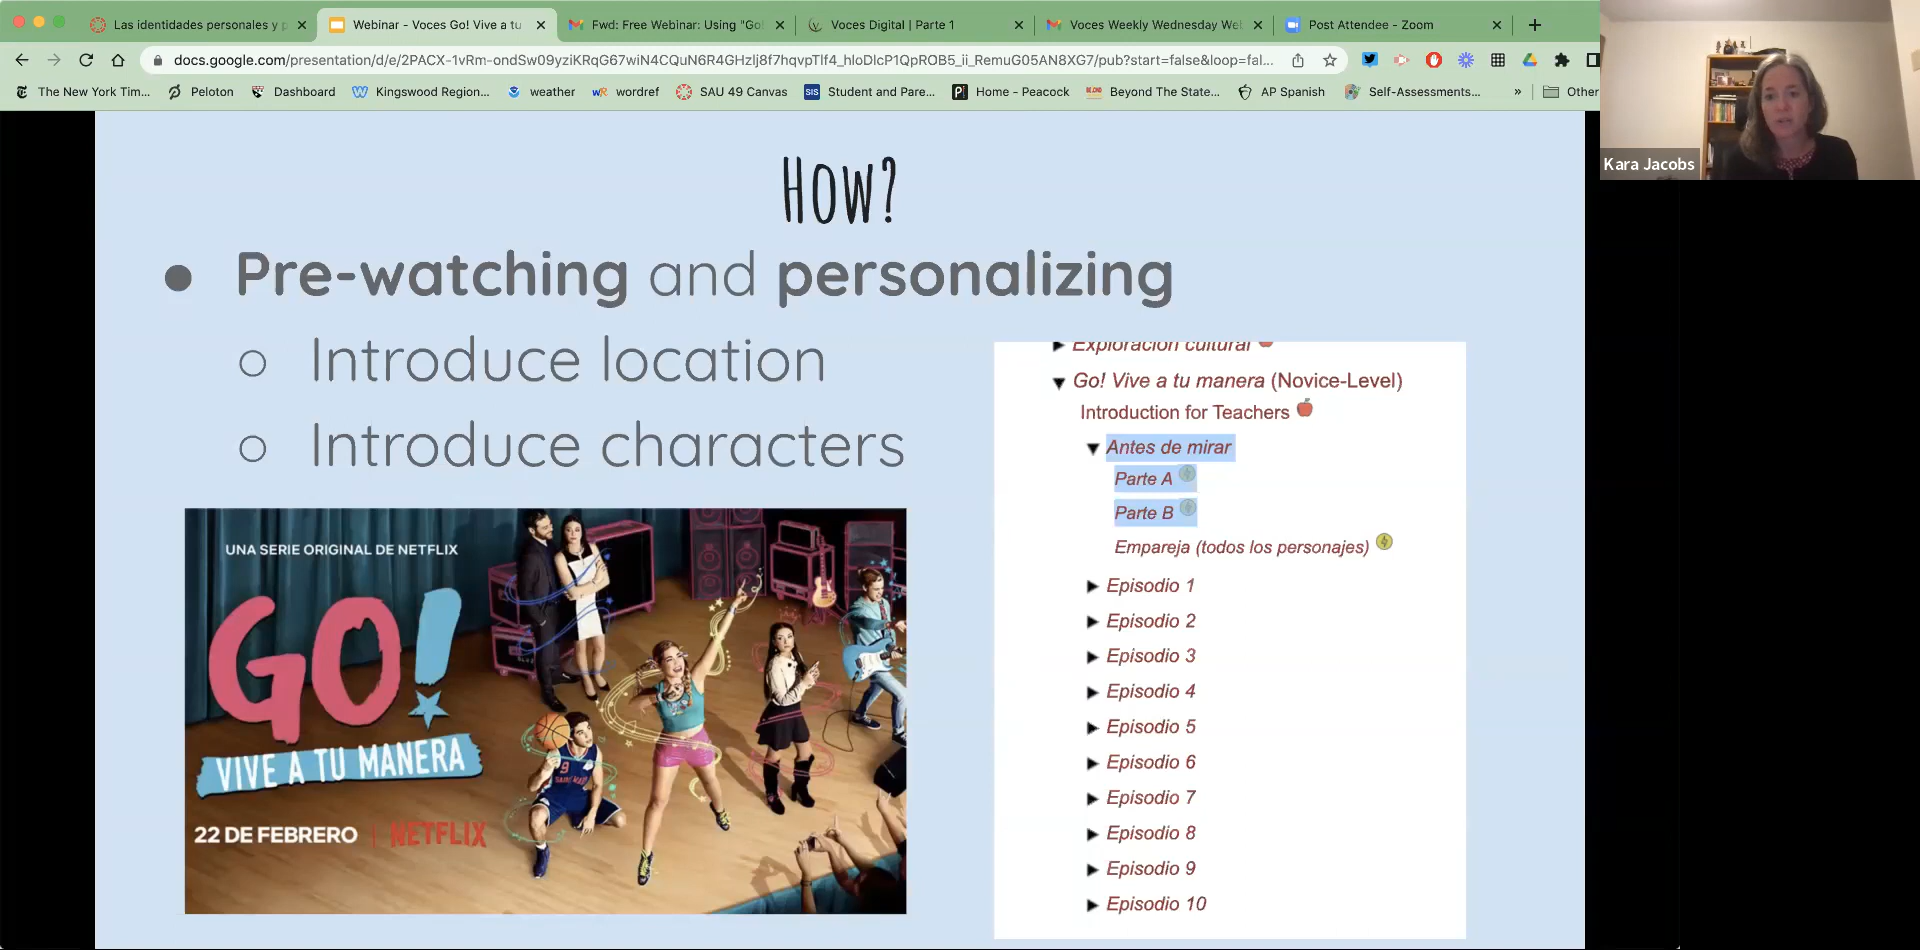 Las identidades personales y p
Webinar - Voces Go! Vive a tu
Fwd: Free Webinar: Using "Go!
Voces Digital | Parte 1
Voces Weekly Wednesday We
Post Attendee - Zoom
docs.google.com/presentation/d/e/2PACX-1vRm-ondSw09yziKRqG67wiN4CQuN6R4GHzlj8f7hqvpTlf4_hloDlcP1QpROB5_ii_RemuG05AN8XG7/pub?start=false&loop=fal...
The New York Tim...
Peloton
Dashboard
Kingswood Region...
weather
wordref
SAU 49 Canvas
Student and Pare...
Home - Peacock
Beyond The State...
AP Spanish
Self-Assessments...
»
Other
Kara Jacobs
How?
● Pre-watching and personalizing
○ Introduce location
○ Introduce characters
UNA SERIE ORIGINAL DE NETFLIX
GO!
VIVE A TU MANERA
22 DE FEBRERO | NETFLIX
9
Exploración cultural
Go! Vive a tu manera (Novice-Level)
Introduction for Teachers
Antes de mirar
Parte A
Parte B
Empareja (todos los personajes)
Episodio 1
Episodio 2
Episodio 3
Episodio 4
Episodio 5
Episodio 6
Episodio 7
Episodio 8
Episodio 9
Episodio 10